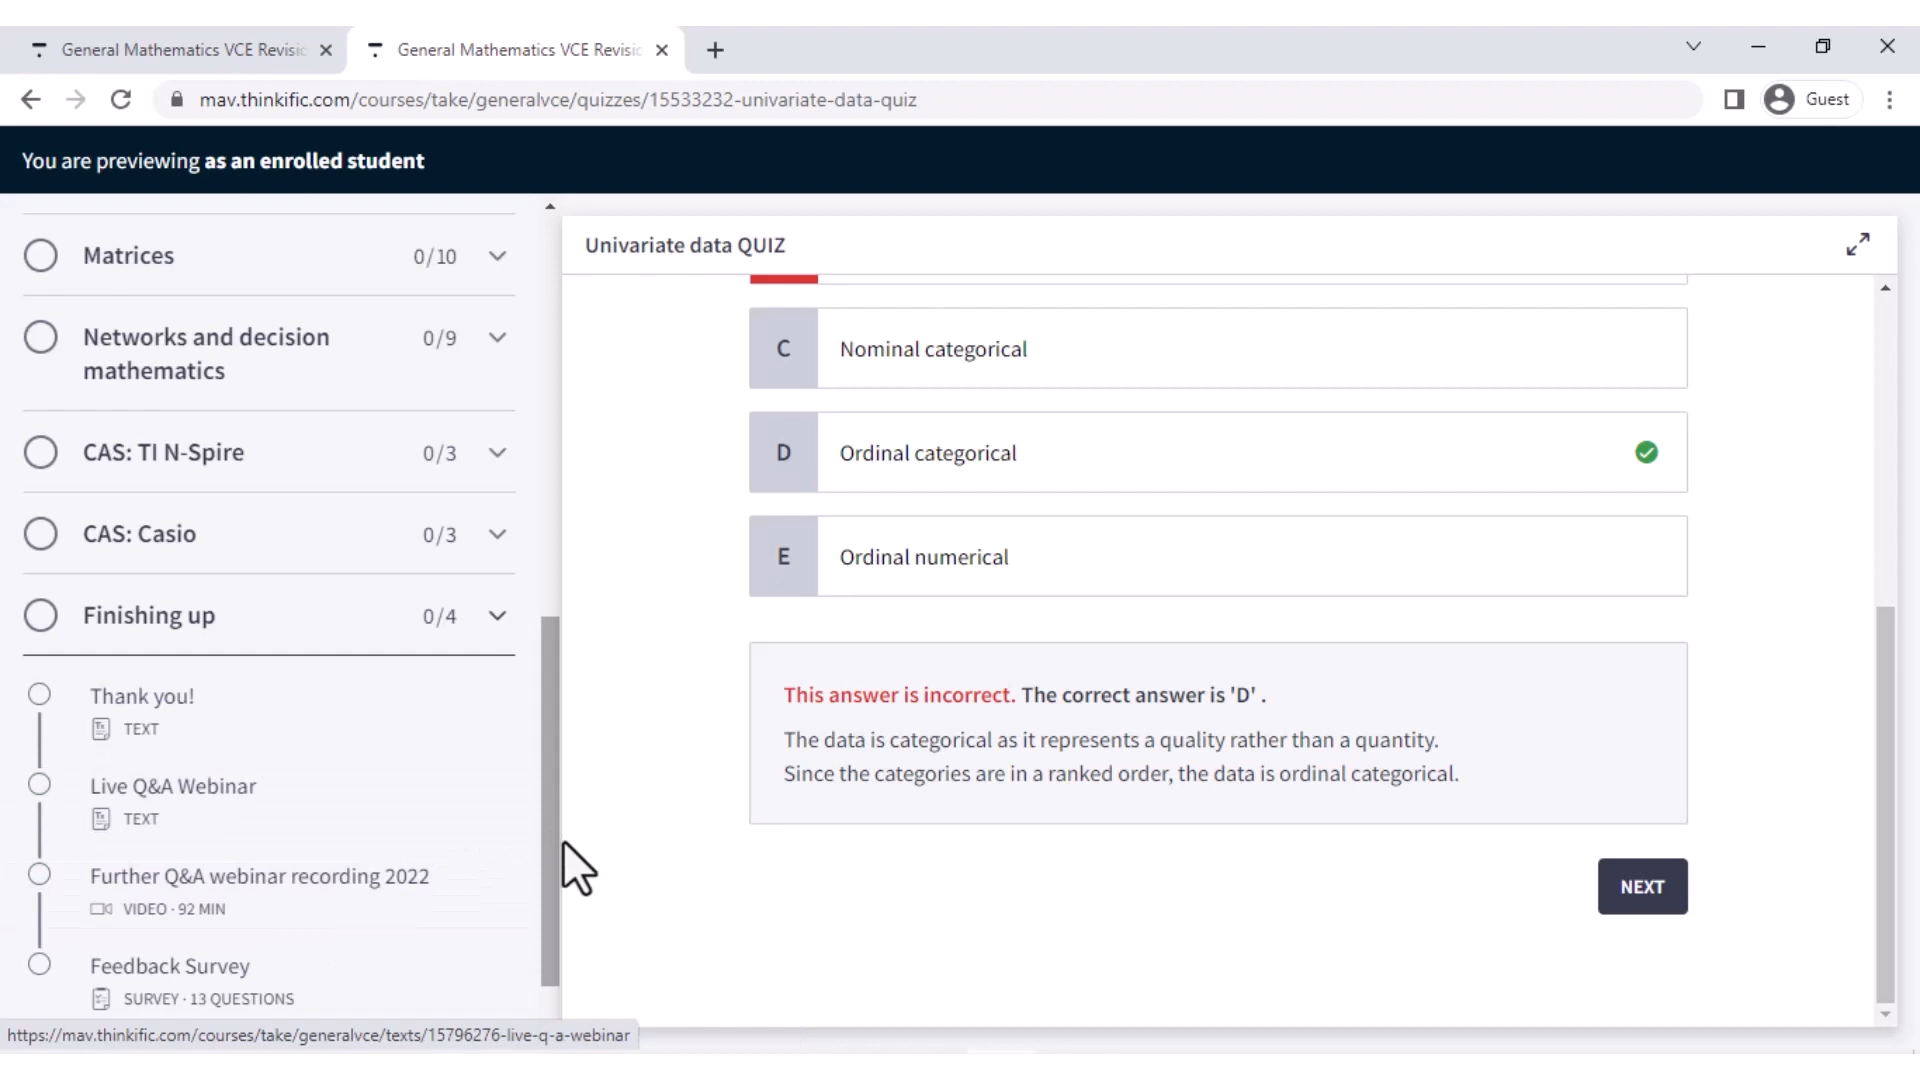 General Mathematics VCE Revisio
General Mathematics VCE Revisio
mav.thinkific.com/courses/take/generalvce/quizzes/15533232-univariate-data-quiz
Guest
You are previewing as an enrolled student
Matrices 0/10
Networks and decision mathematics 0/9
CAS: TI N-Spire 0/3
CAS: Casio 0/3
Finishing up 0/4
Thank you!
TEXT
Live Q&A Webinar
TEXT
Further Q&A webinar recording 2022
VIDEO · 92 MIN
Feedback Survey
SURVEY · 13 QUESTIONS
https://mav.thinkific.com/courses/take/generalvce/texts/15796276-live-q-a-webinar
Univariate data QUIZ
C Nominal categorical
D Ordinal categorical
E Ordinal numerical
This answer is incorrect. The correct answer is 'D' .
The data is categorical as it represents a quality rather than a quantity.
Since the categories are in a ranked order, the data is ordinal categorical.
NEXT